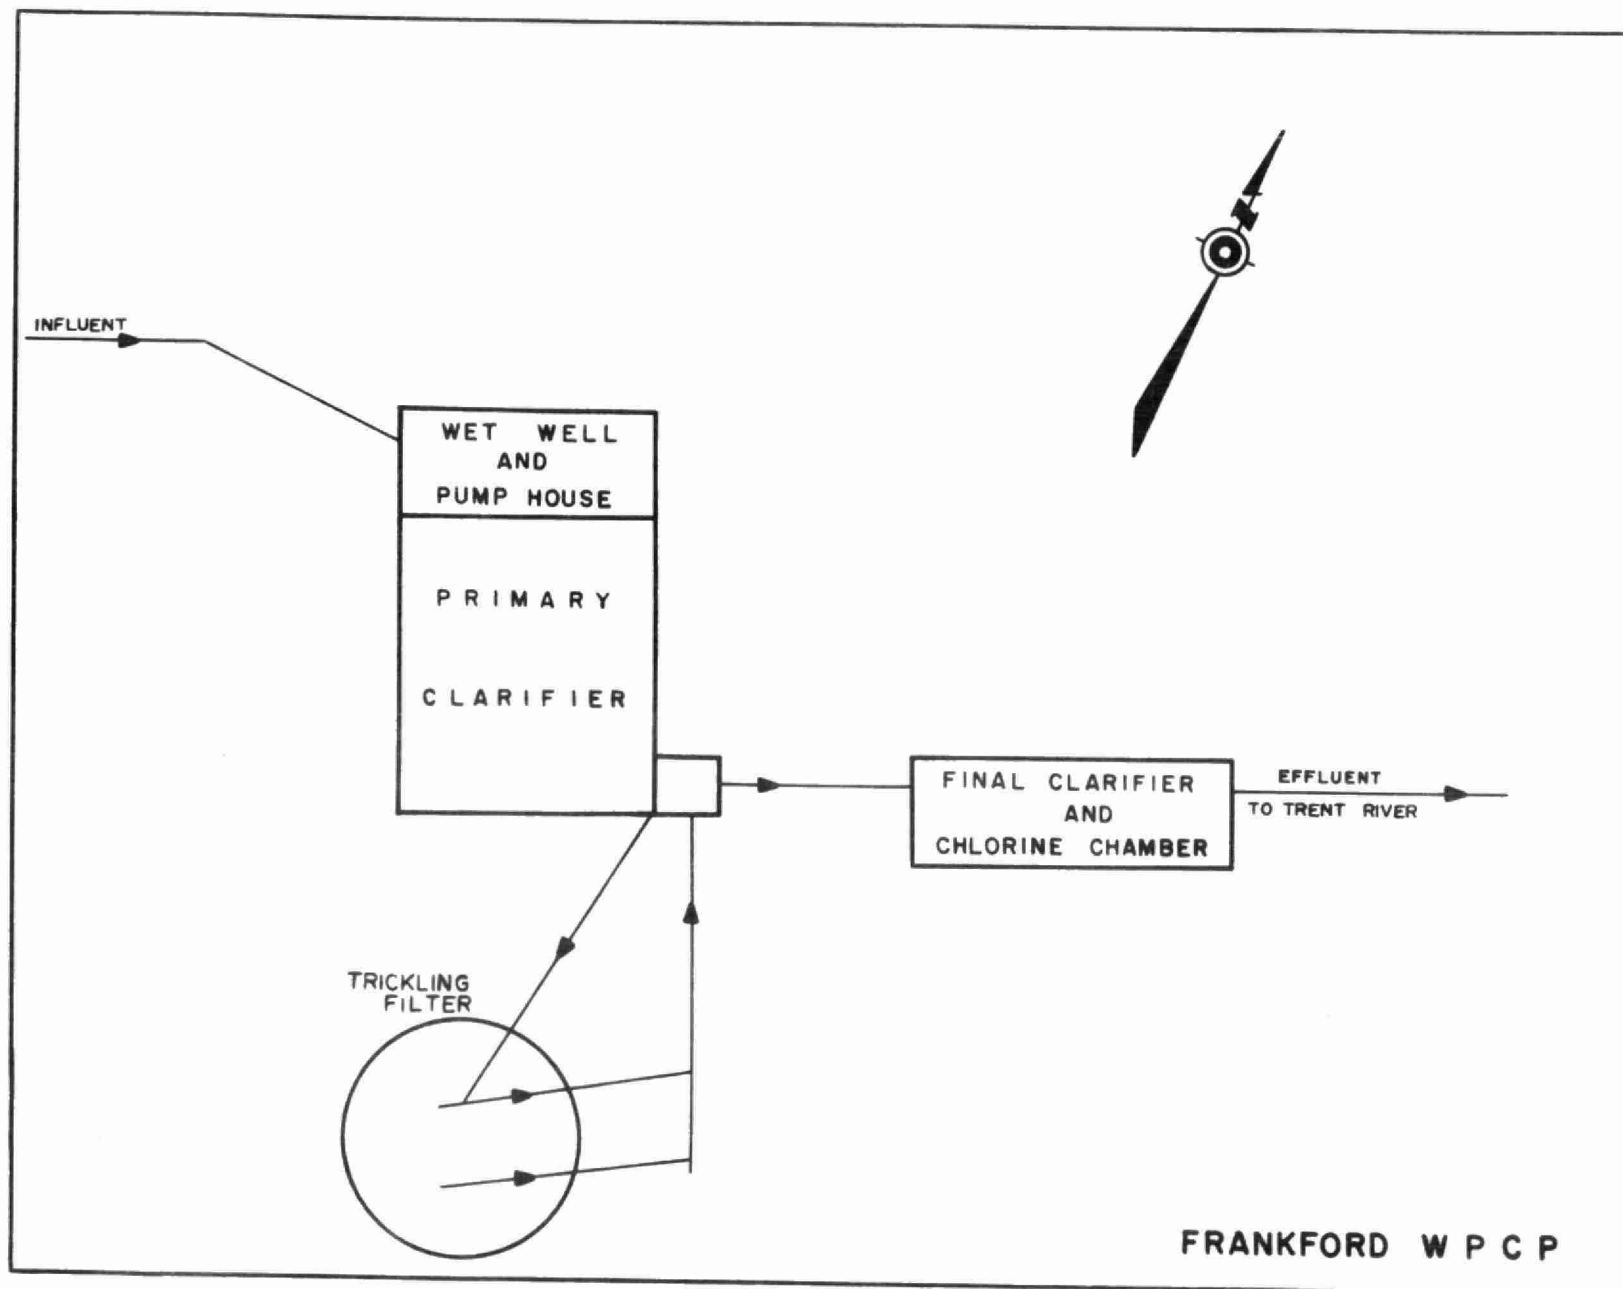 INFLUENT
WET WELL
AND
PUMP HOUSE
PRIMARY
CLARIFIER
FINAL CLARIFIER
AND
CHLORINE CHAMBER
EFFLUENT
TO TRENT RIVER
TRICKLING
FILTER
N
FRANKFORD W P C P